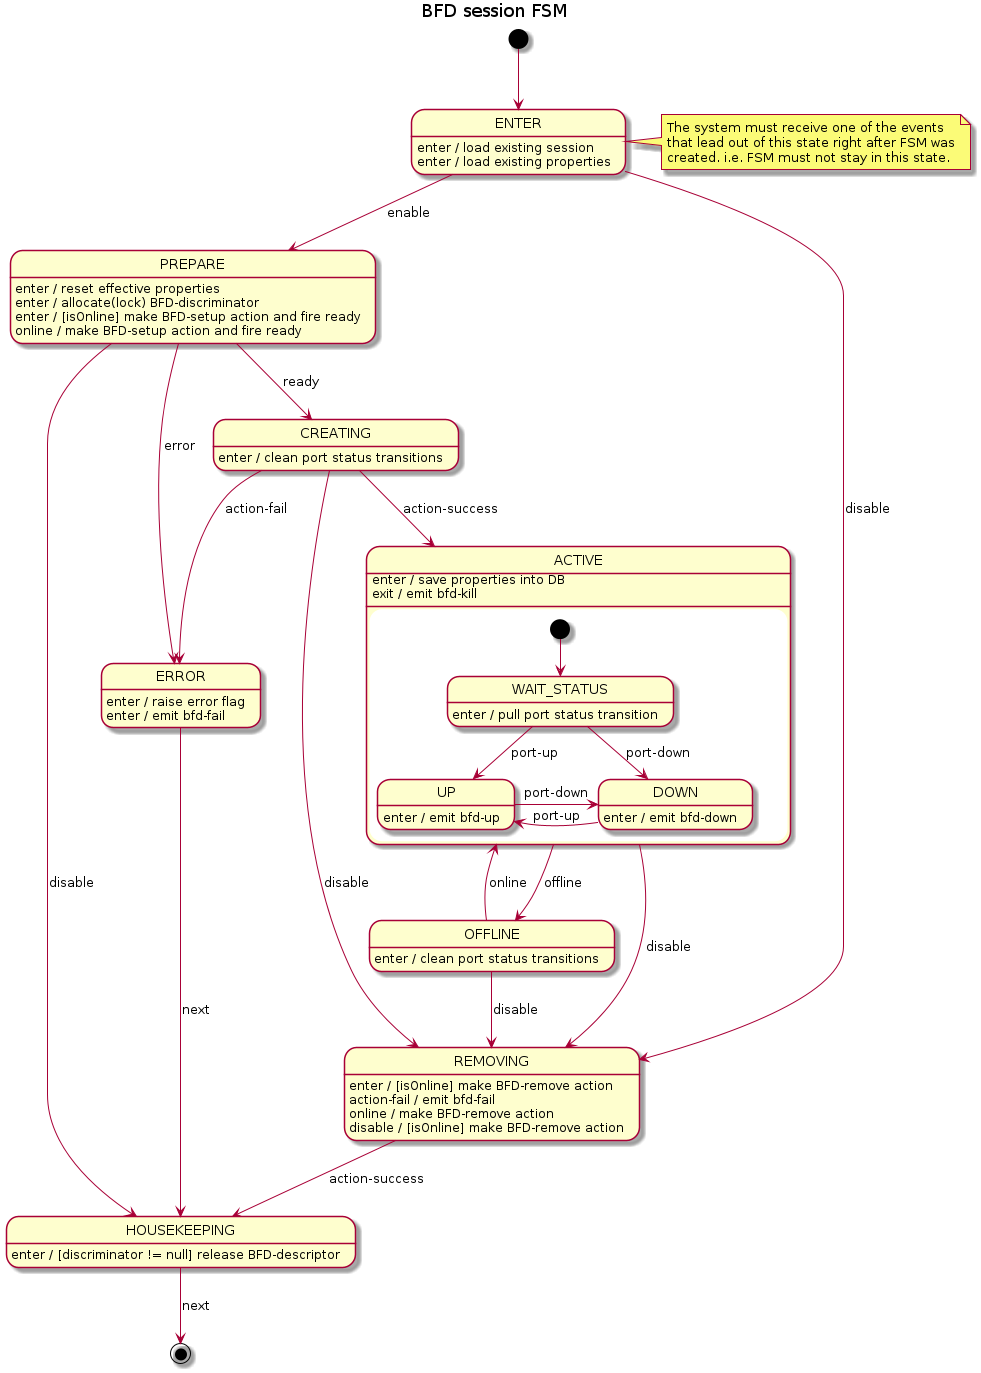 BFD session FSM
ENTER
enter / load existing session
enter / load existing properties
The system must receive one of the events
that lead out of this state right after FSM was
created. i.e. FSM must not stay in this state.
enable
PREPARE
enter / reset effective properties
enter / allocate(lock) BFD-discriminator
enter / [isOnline] make BFD-setup action and fire ready
online / make BFD-setup action and fire ready
ready
error
CREATING
enter / clean port status transitions
action-fail
action-success
disable
ACTIVE
enter / save properties into DB
exit / emit bfd-kill
WAIT_STATUS
enter / pull port status transition
port-up
port-down
UP
enter / emit bfd-up
port-down
port-up
DOWN
enter / emit bfd-down
ERROR
enter / raise error flag
enter / emit bfd-fail
disable
disable
online
offline
OFFLINE
enter / clean port status transitions
disable
next
disable
REMOVING
enter / [isOnline] make BFD-remove action
action-fail / emit bfd-fail
online / make BFD-remove action
disable / [isOnline] make BFD-remove action
action-success
HOUSEKEEPING
enter / [discriminator != null] release BFD-descriptor
next